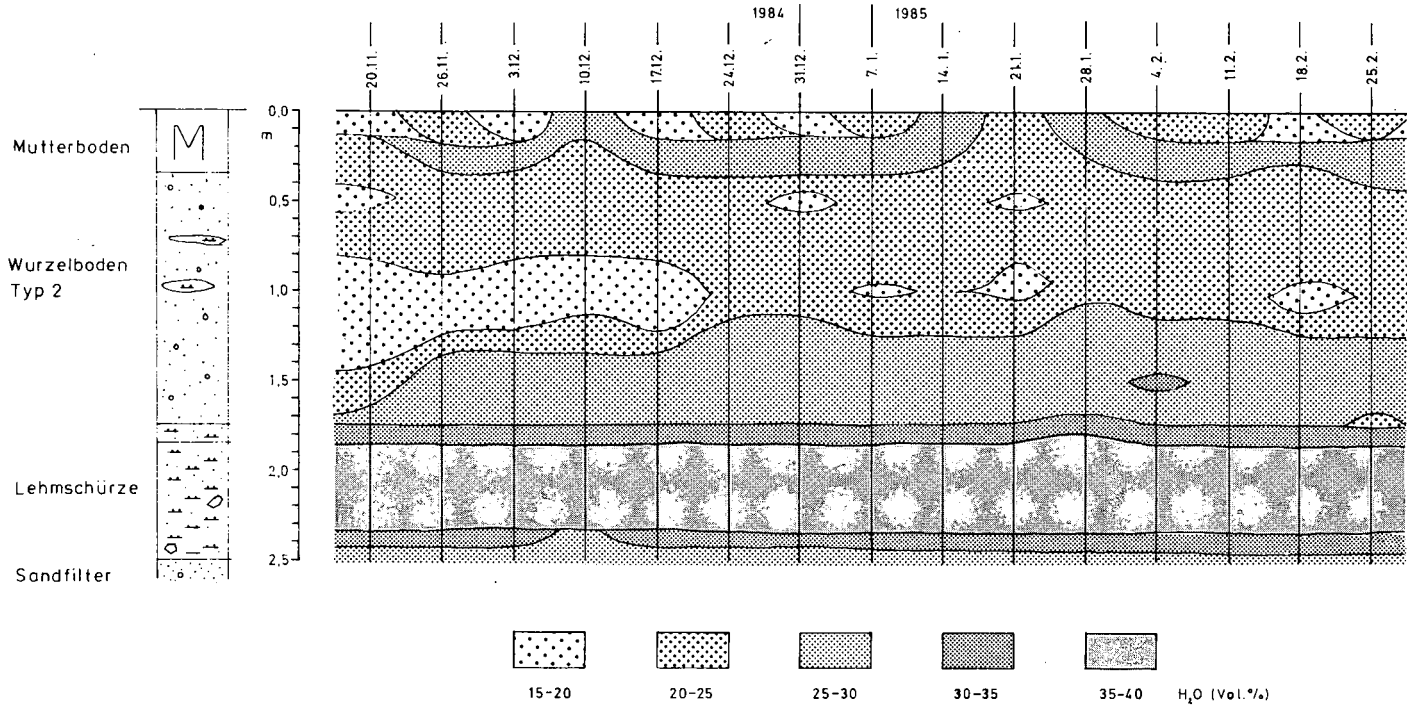 1984 1985
20.11. 26.11. 3.12. 10.12. 17.12. 24.12. 31.12. 7.1. 14.1. 21.1. 28.1. 4.2. 11.2. 18.2. 25.2.
0,0
m
Mutterboden M
0,5
Wurzelboden
Typ 2
1,0
1,5
2,0
Lehmschürze
2,5
Sandfilter
15-20 20-25 25-30 30-35 35-40 H₂O (Vol.%)